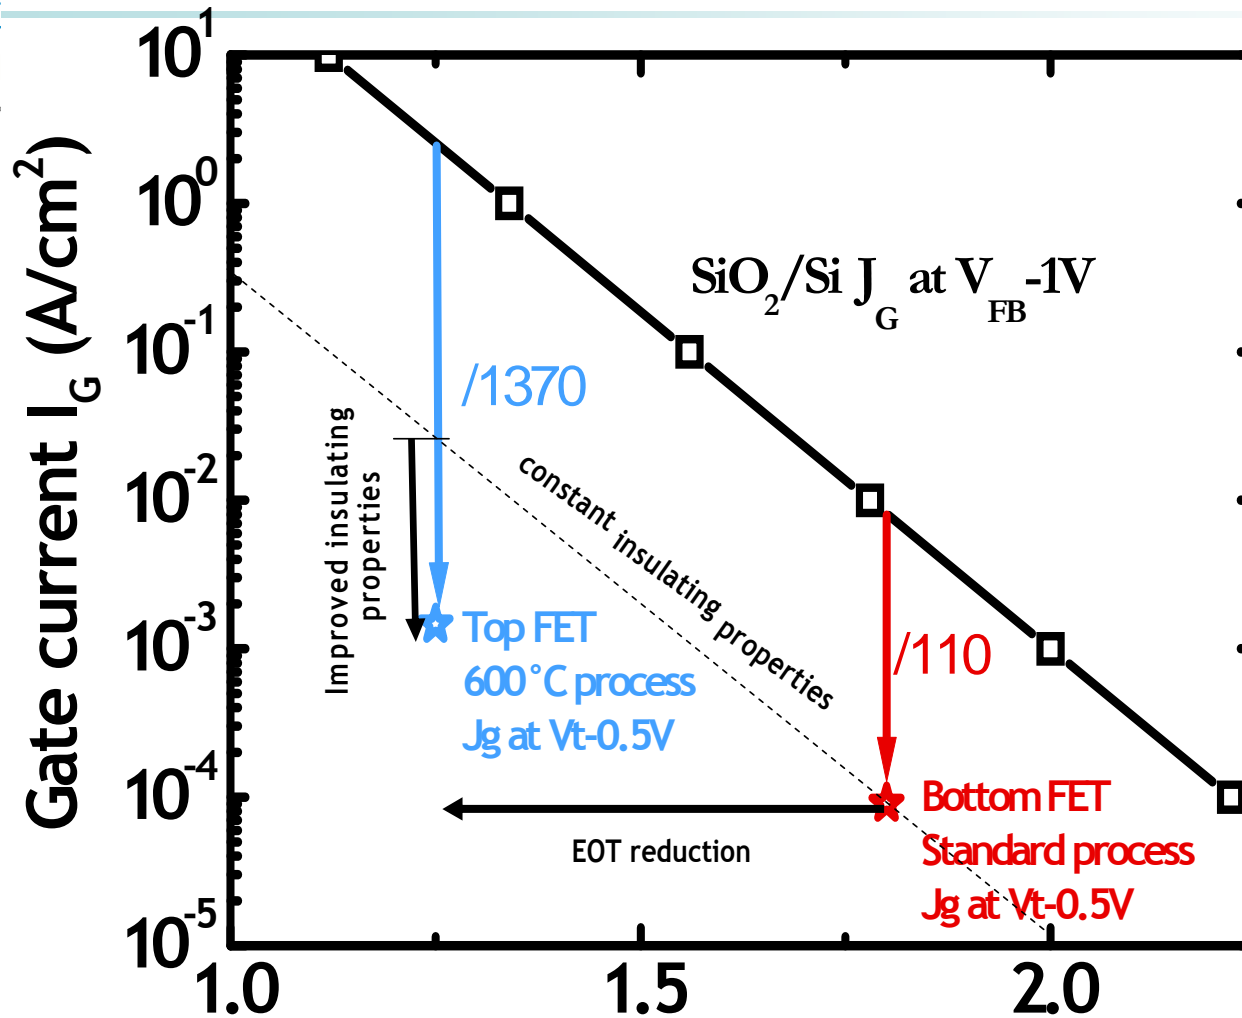 10^1
10^0
10^-1
10^-2
10^-3
10^-4
10^-5
Gate current I_G (A/cm^2)
SiO_2/Si J_G at V_FB-1V
/1370
Improved insulating
properties
constant insulating properties
Top FET
600°C process
Jg at Vt-0.5V
/110
Bottom FET
Standard process
Jg at Vt-0.5V
EOT reduction
1.0
1.5
2.0